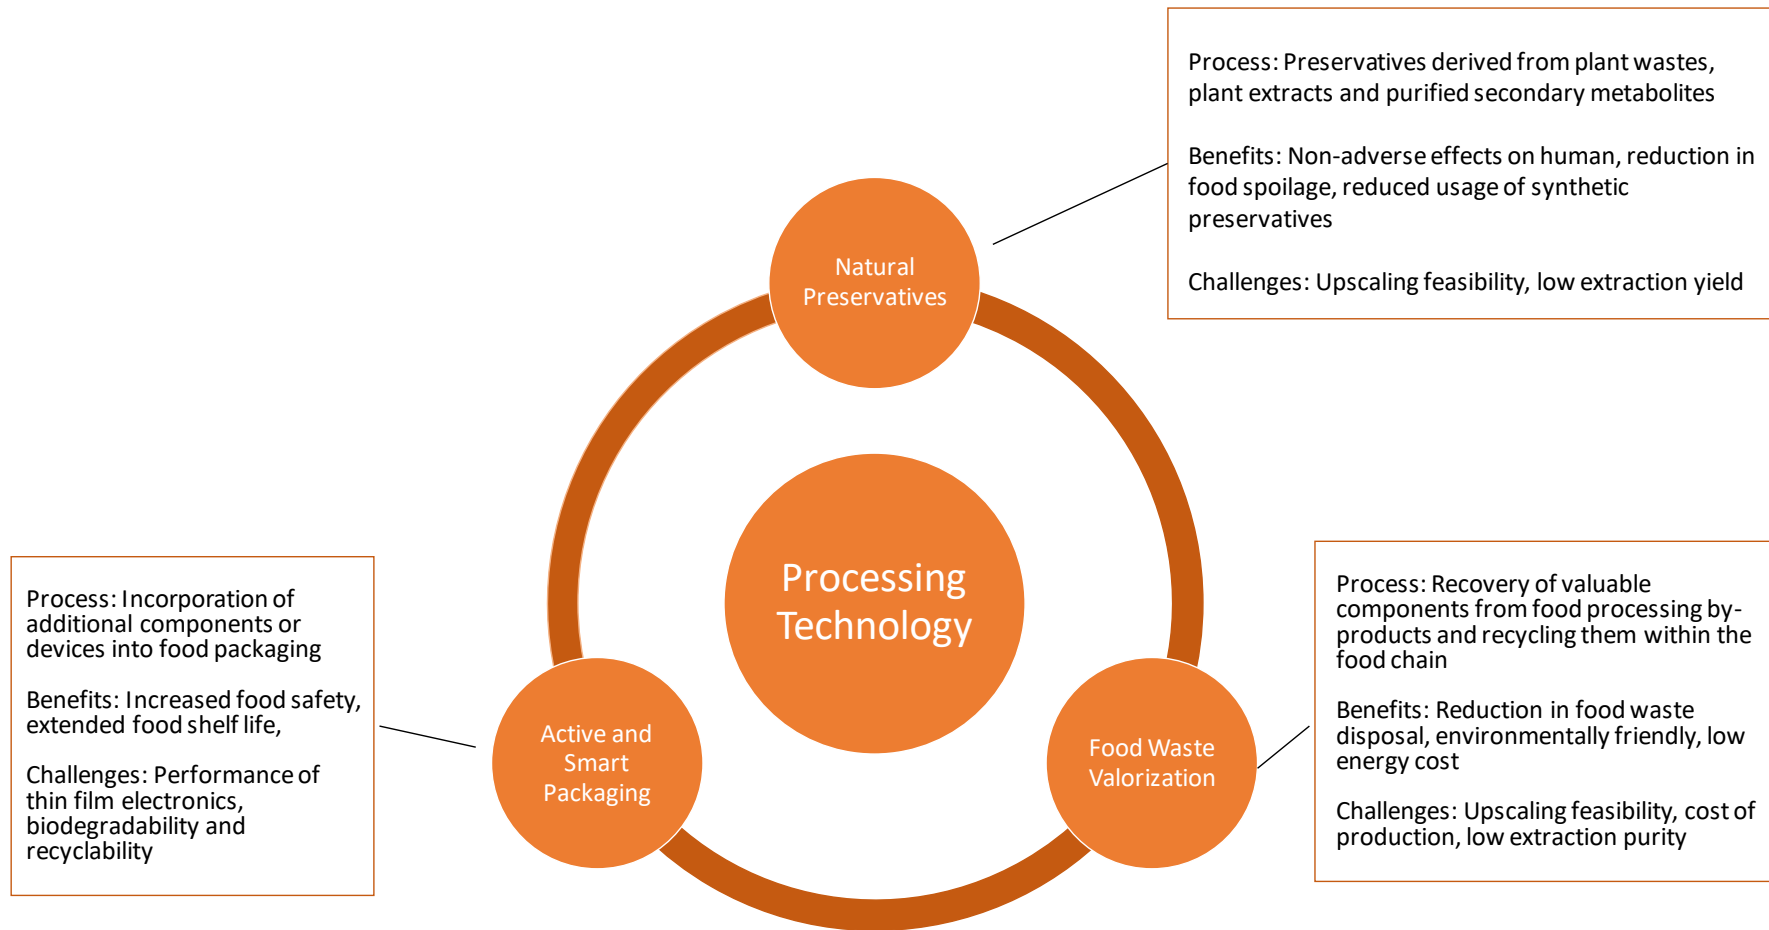 Process: Preservatives derived from plant wastes,
plant extracts and purified secondary metabolites
Benefits: Non-adverse effects on human, reduction in
food spoilage, reduced usage of synthetic
preservatives
Challenges: Upscaling feasibility, low extraction yield
Natural
Preservatives
Processing
Technology
Process: Incorporation of
additional components or
devices into food packaging
Benefits: Increased food safety,
extended food shelf life,
Challenges: Performance of
thin film electronics,
biodegradability and
recyclability
Active and
Smart
Packaging
Food Waste
Valorization
Process: Recovery of valuable
components from food processing by-
products and recycling them within the
food chain
Benefits: Reduction in food waste
disposal, environmentally friendly, low
energy cost
Challenges: Upscaling feasibility, cost of
production, low extraction purity